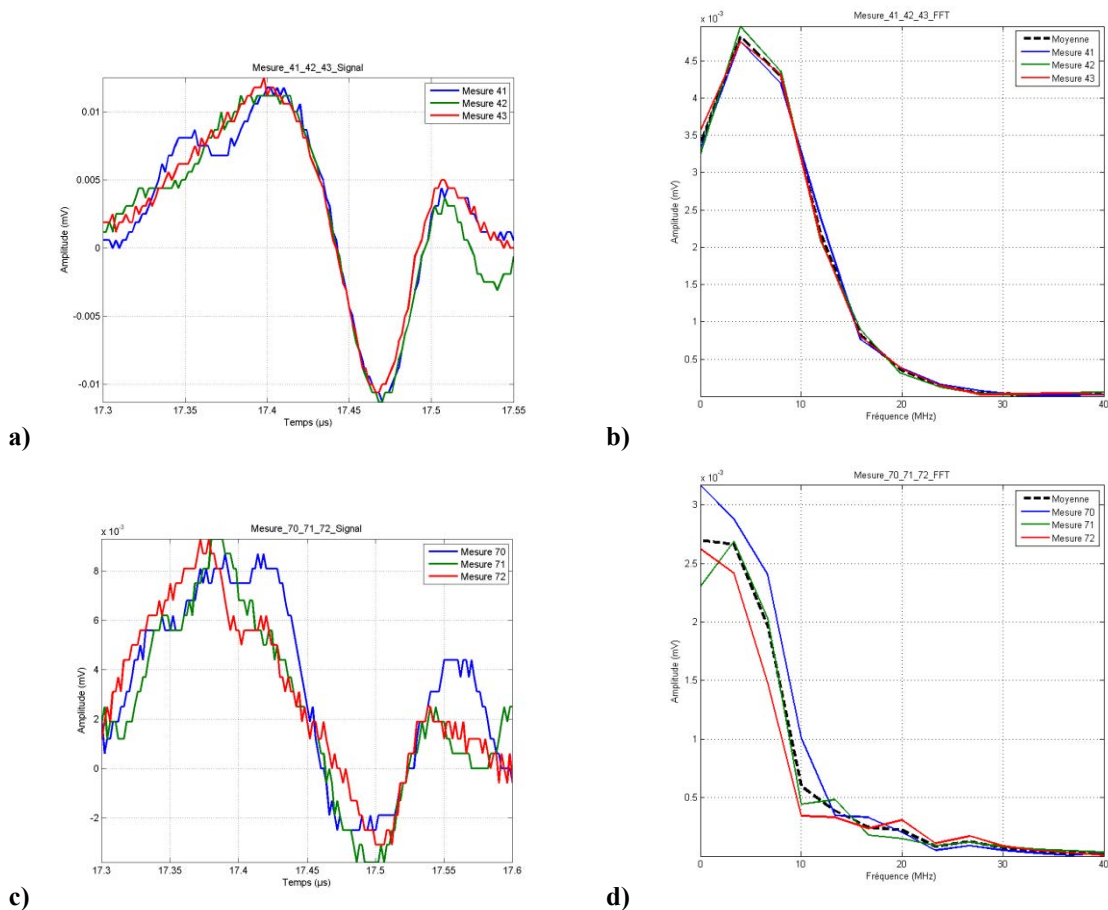 Mesure_41_42_43_Signal
0.01
0.005
0
-0.005
-0.01
Amplitude (mV)
17.3 17.35 17.4 17.45 17.5 17.55
Temps (µs)
Mesure 41
Mesure 42
Mesure 43
a)
x 10⁻³
Mesure_41_42_43_FFT
4.5
4
3.5
3
2.5
2
1.5
1
0.5
Amplitude (mV)
0 10 20 30 40
Fréquence (MHz)
Moyenne
Mesure 41
Mesure 42
Mesure 43
b)
x 10⁻³
Mesure_70_71_72_Signal
8
6
4
2
0
-2
Amplitude (mV)
17.3 17.35 17.4 17.45 17.5 17.55 17.6
Temps (µs)
Mesure 70
Mesure 71
Mesure 72
c)
x 10⁻³
Mesure_70_71_72_FFT
3
2.5
2
1.5
1
0.5
Amplitude (mV)
0 10 20 30 40
Fréquence (MHz)
Moyenne
Mesure 70
Mesure 71
Mesure 72
d)